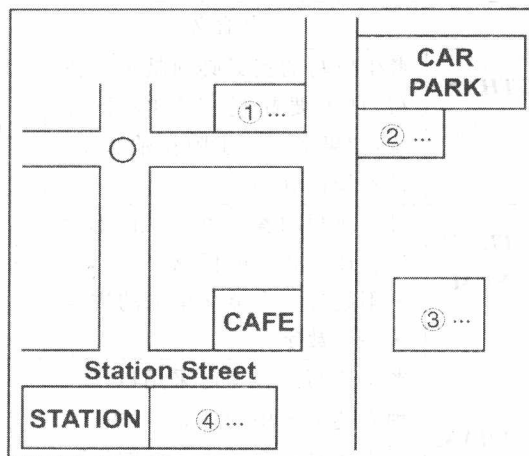 CAR
PARK
① ...
② ...
③ ...
CAFE
Station Street
STATION
④ ...